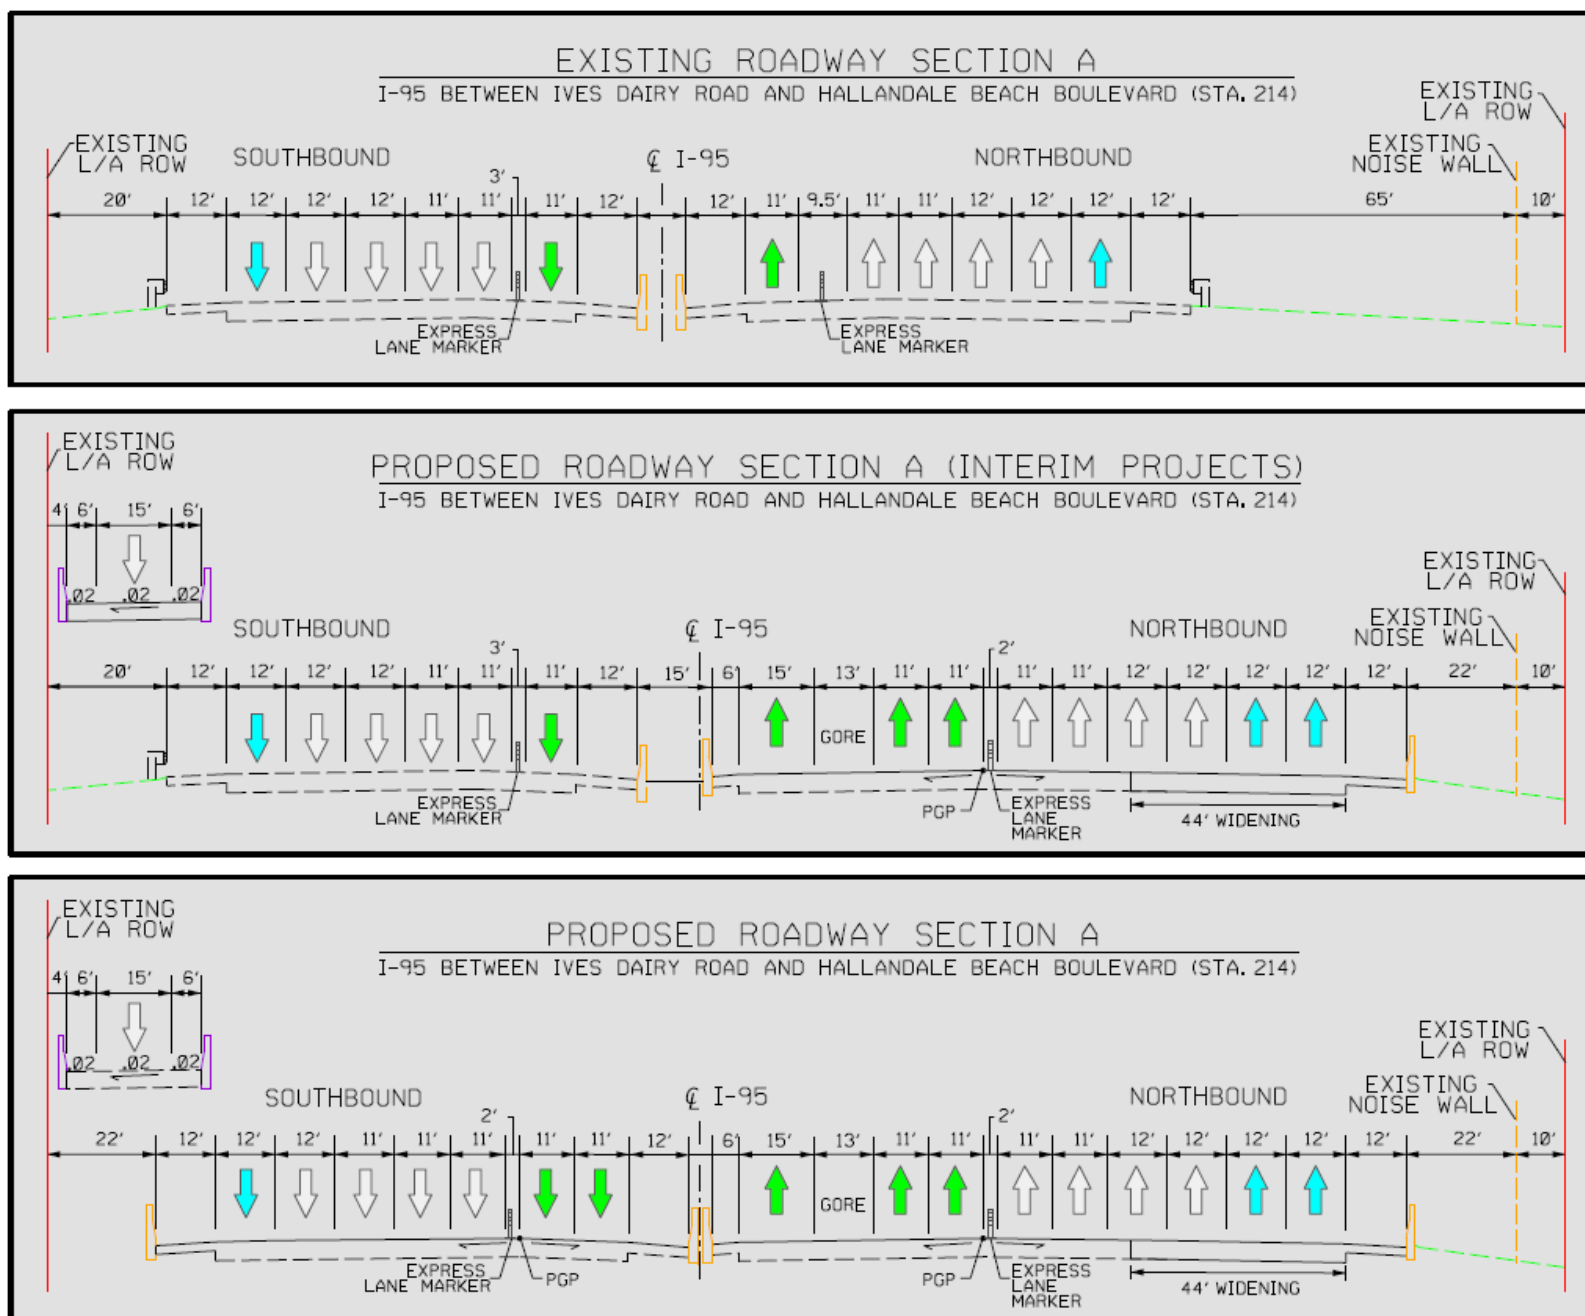 EXISTING ROADWAY SECTION A
I-95 BETWEEN IVES DAIRY ROAD AND HALLANDALE BEACH BOULEVARD (STA. 214)
EXISTING
L/A ROW
SOUTHBOUND
℄ I-95
NORTHBOUND
EXISTING
NOISE WALL
EXISTING
L/A ROW
20' 12' 12' 12' 12' 11' 11' 3' 11' 12' 12' 11' 9.5' 11' 11' 12' 12' 12' 12' 65' 10'
EXPRESS
LANE MARKER
EXPRESS
LANE MARKER
PROPOSED ROADWAY SECTION A (INTERIM PROJECTS)
I-95 BETWEEN IVES DAIRY ROAD AND HALLANDALE BEACH BOULEVARD (STA. 214)
EXISTING
L/A ROW
4' 6' 15' 6'
.02 .02 .02
SOUTHBOUND
℄ I-95
NORTHBOUND
EXISTING
NOISE WALL
EXISTING
L/A ROW
20' 12' 12' 12' 12' 11' 11' 3' 11' 12' 15' 6' 15' 13' 11' 11' 2' 11' 11' 12' 12' 12' 12' 12' 22' 10'
GORE
EXPRESS
LANE MARKER
PGP
EXPRESS
LANE
MARKER
44' WIDENING
PROPOSED ROADWAY SECTION A
I-95 BETWEEN IVES DAIRY ROAD AND HALLANDALE BEACH BOULEVARD (STA. 214)
EXISTING
L/A ROW
4' 6' 15' 6'
.02 .02 .02
SOUTHBOUND
℄ I-95
NORTHBOUND
EXISTING
NOISE WALL
EXISTING
L/A ROW
22' 12' 12' 12' 11' 11' 11' 2' 11' 11' 12' 6' 15' 13' 11' 11' 2' 11' 11' 12' 12' 12' 12' 12' 22' 10'
GORE
EXPRESS
LANE MARKER
PGP
PGP
EXPRESS
LANE
MARKER
44' WIDENING